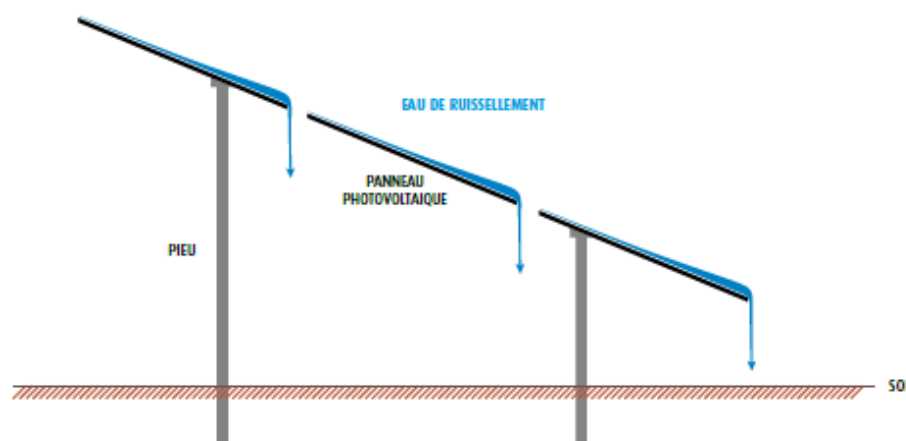 EAU DE RUISSELLEMENT
PANNEAU
PHOTOVOLTAIQUE
PIEU
SO